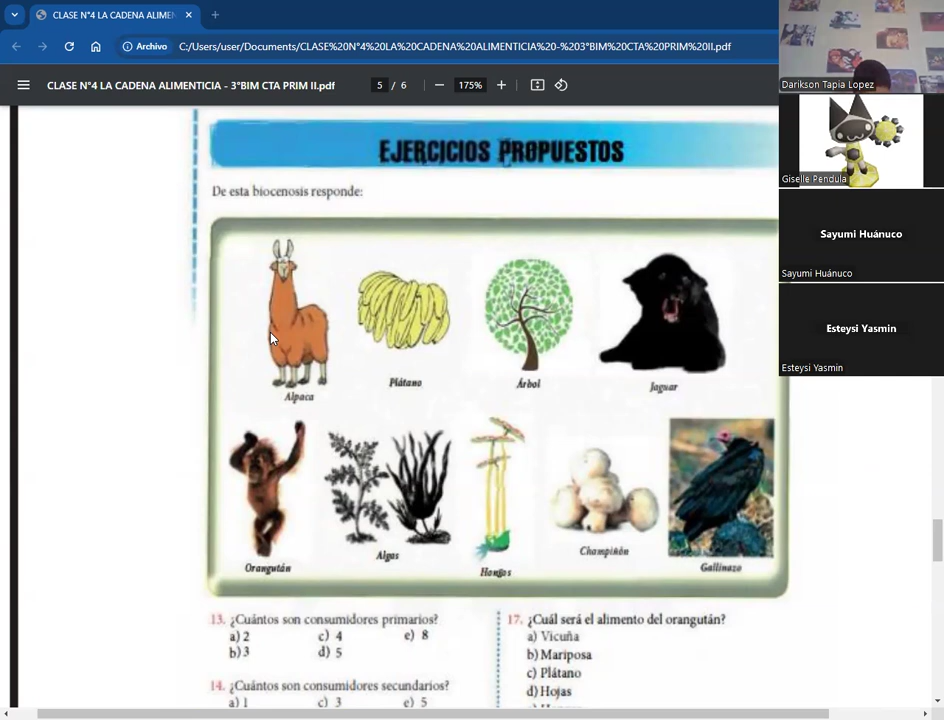 CLASE N°4 LA CADENA ALIMEN
Archivo
C:/Users/user/Documents/CLASE%20N°4%20LA%20CADENA%20ALIMENTICIA%20-%203°BIM%20CTA%20PRIM%20II.pdf
CLASE N°4 LA CADENA ALIMENTICIA - 3°BIM CTA PRIM II.pdf
5 / 6
175%
Darikson Tapia Lopez
Giselle Pendula
Sayumi Huánuco
Sayumi Huánuco
Esteysi Yasmin
Esteysi Yasmin
EJERCICIOS PROPUESTOS
De esta biocenosis responde:
Alpaca
Plátano
Árbol
Jaguar
Orangután
Algas
Hongos
Champiñón
Gallinazo
13. ¿Cuántos son consumidores primarios?
a) 2 c) 4 e) 8
b) 3 d) 5
14. ¿Cuántos son consumidores secundarios?
a) 1 c) 3 e) 5
17. ¿Cuál será el alimento del orangután?
a) Vicuña
b) Mariposa
c) Plátano
d) Hojas